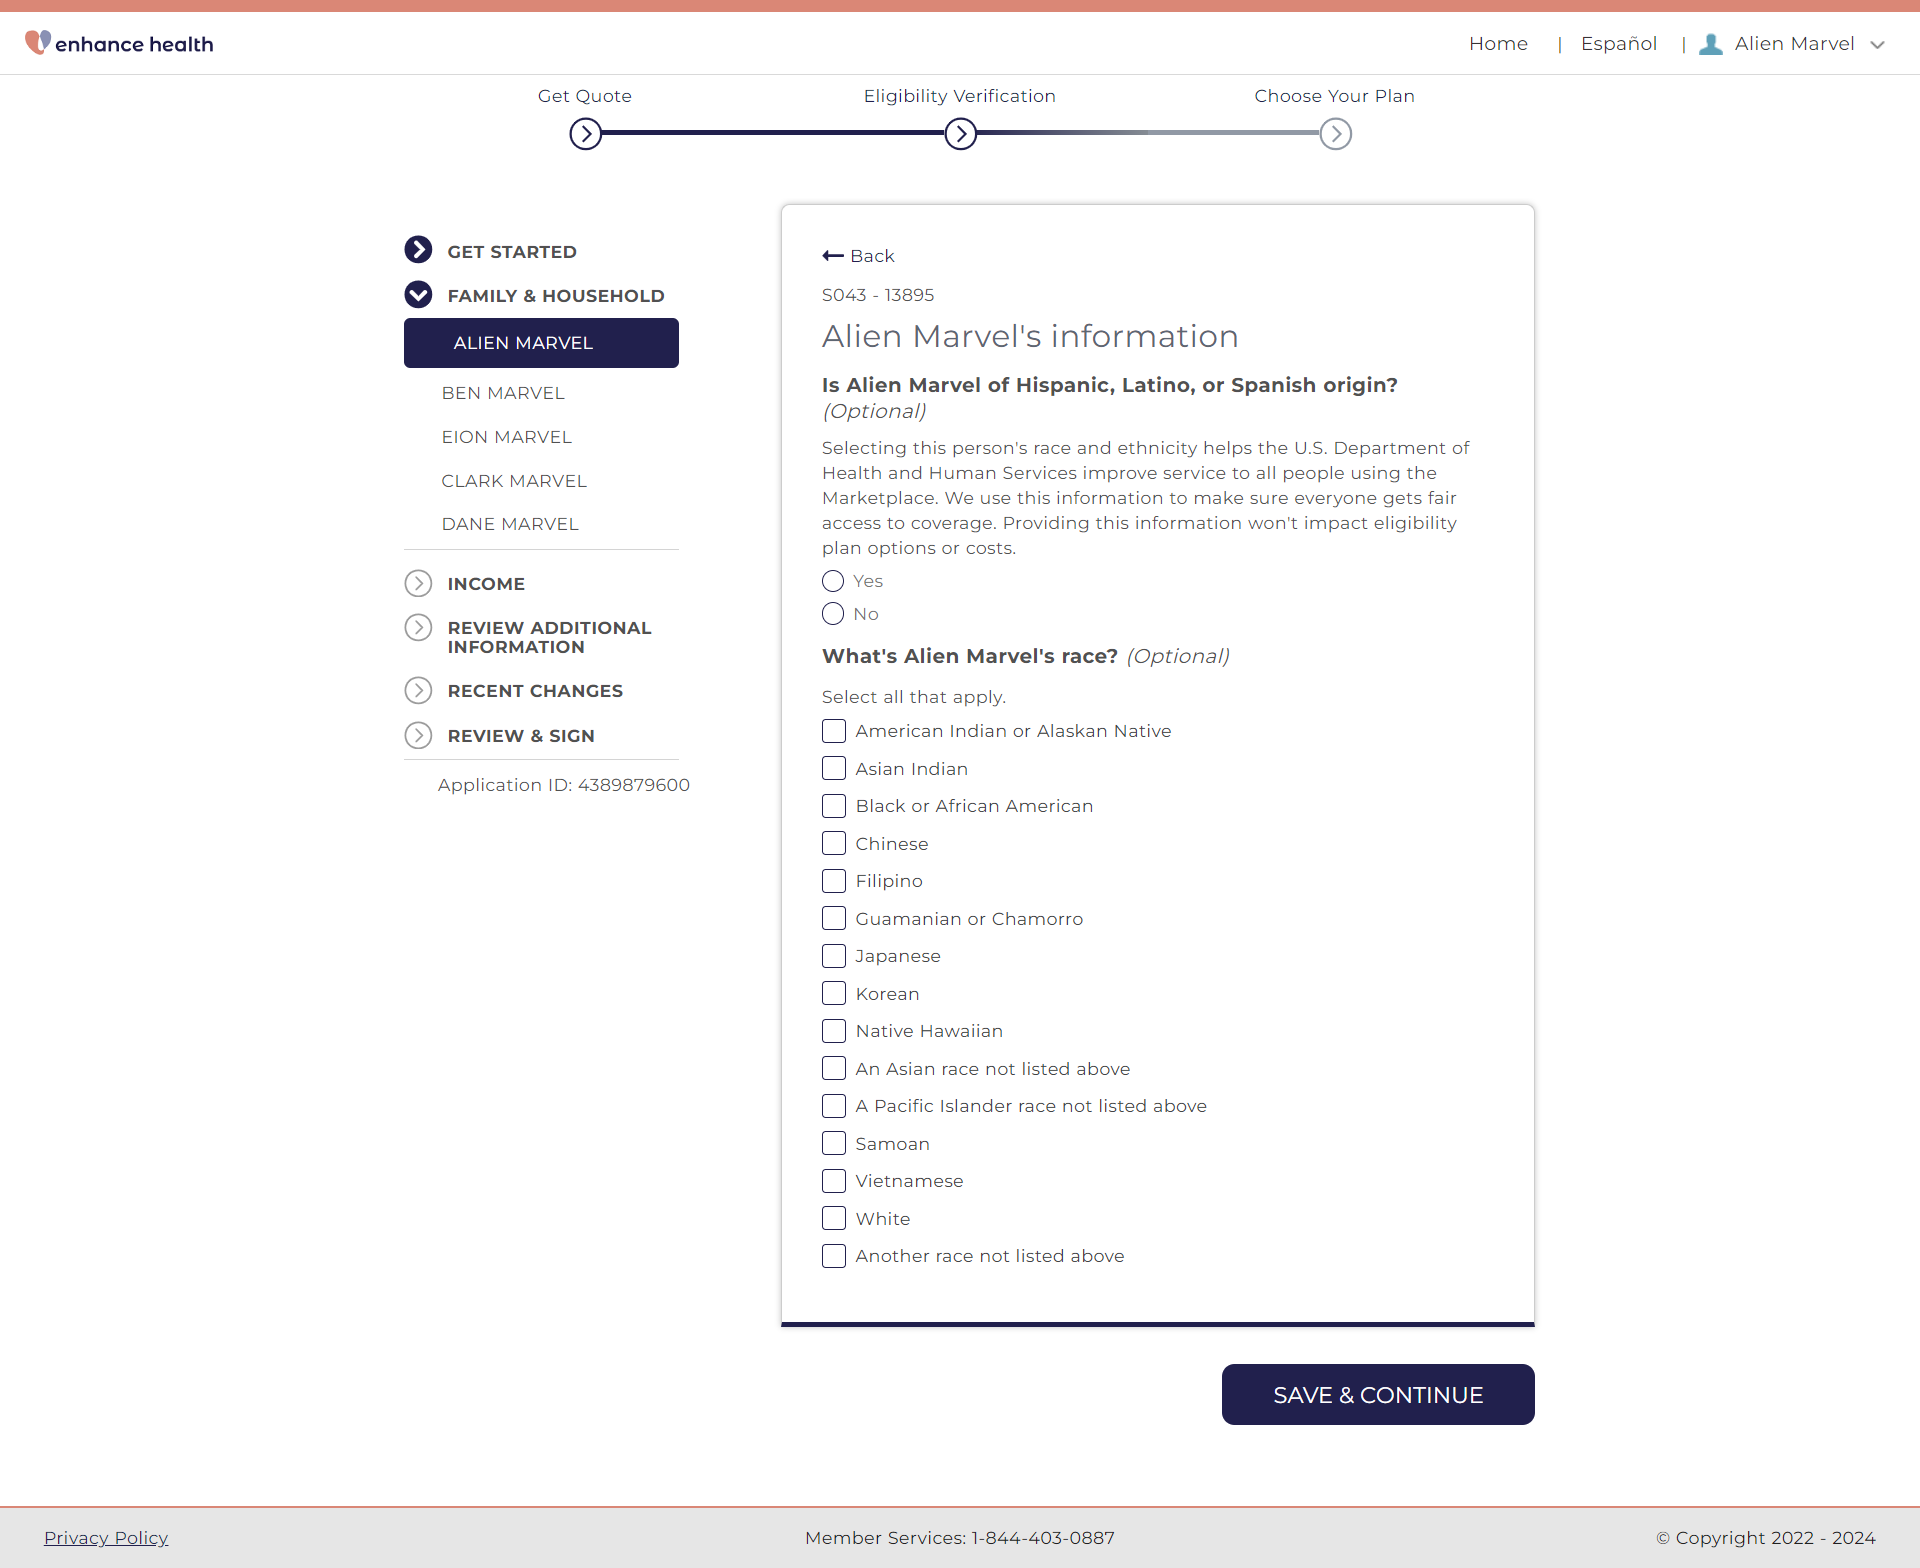 enhance health
Home | Español | Alien Marvel
Get Quote
Eligibility Verification
Choose Your Plan
GET STARTED
FAMILY & HOUSEHOLD
ALIEN MARVEL
BEN MARVEL
EION MARVEL
CLARK MARVEL
DANE MARVEL
INCOME
REVIEW ADDITIONAL
INFORMATION
RECENT CHANGES
REVIEW & SIGN
Application ID: 4389879600
Back
S043 - 13895
Alien Marvel's information
Is Alien Marvel of Hispanic, Latino, or Spanish origin?
(Optional)
Selecting this person's race and ethnicity helps the U.S. Department of
Health and Human Services improve service to all people using the
Marketplace. We use this information to make sure everyone gets fair
access to coverage. Providing this information won't impact eligibility
plan options or costs.
Yes
No
What's Alien Marvel's race? (Optional)
Select all that apply.
American Indian or Alaskan Native
Asian Indian
Black or African American
Chinese
Filipino
Guamanian or Chamorro
Japanese
Korean
Native Hawaiian
An Asian race not listed above
A Pacific Islander race not listed above
Samoan
Vietnamese
White
Another race not listed above
SAVE & CONTINUE
Privacy Policy
Member Services: 1-844-403-0887
© Copyright 2022 - 2024